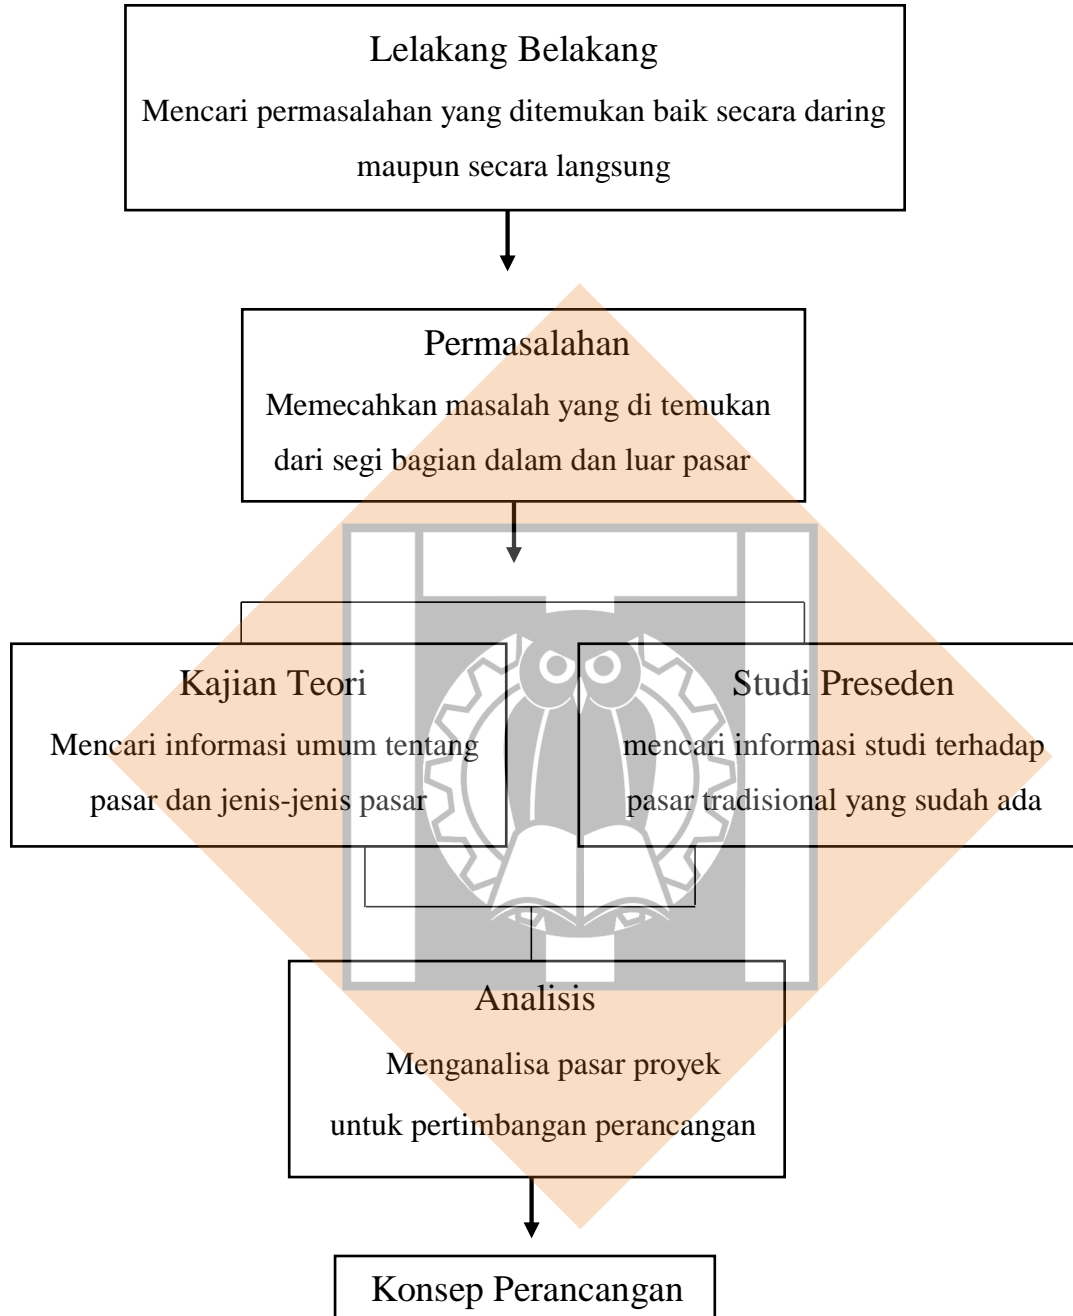 Lelakang Belakang
Mencari permasalahan yang ditemukan baik secara daring
maupun secara langsung
Permasalahan
Memecahkan masalah yang di temukan
dari segi bagian dalam dan luar pasar
Kajian Teori
Mencari informasi umum tentang
pasar dan jenis-jenis pasar
Studi Preseden
mencari informasi studi terhadap
pasar tradisional yang sudah ada
Analisis
Menganalisa pasar proyek
untuk pertimbangan perancangan
Konsep Perancangan